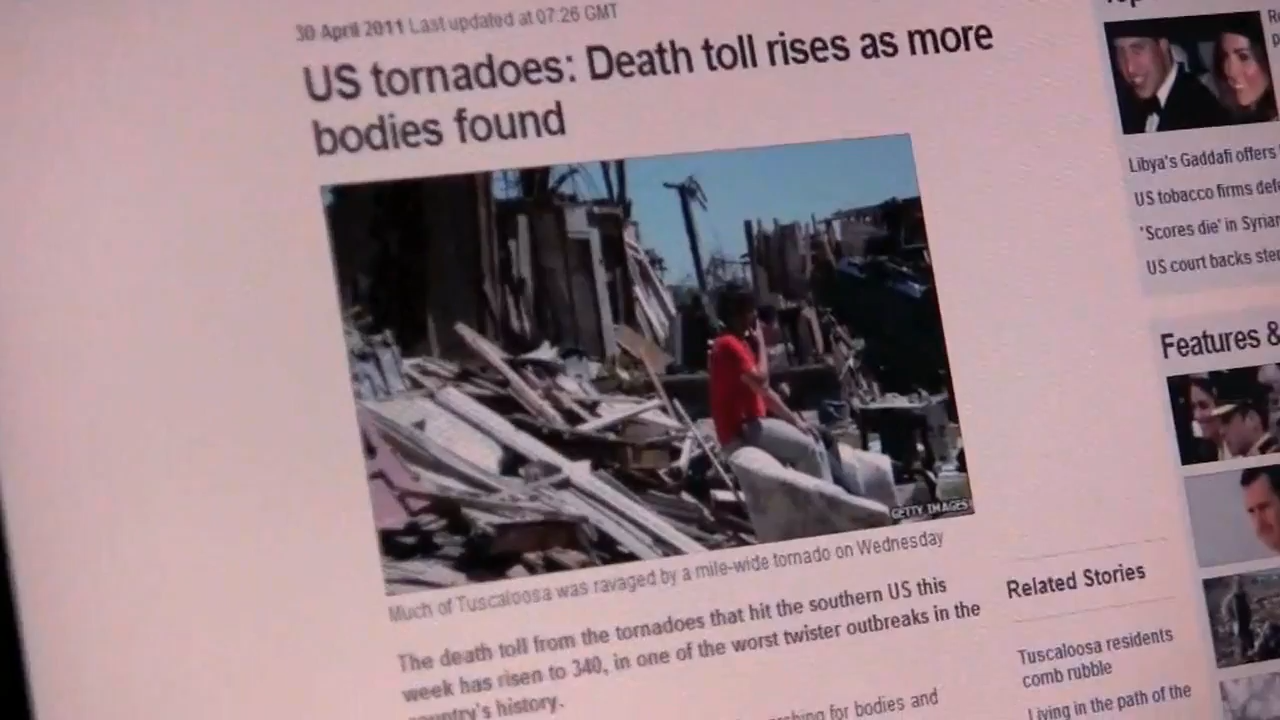 30 April 2011 Last updated at 07:26 GMT
US tornadoes: Death toll rises as more
bodies found
GETTY IMAGES
Much of Tuscaloosa was ravaged by a mile-wide tornado on Wednesday
The death toll from the tornadoes that hit the southern US this
week has risen to 340, in one of the worst twister outbreaks in the
country's history.
for bodies and
Libya's Gaddafi offers
US tobacco firms
'Scores die' in Syrian
US court backs
Features &
Related Stories
Tuscaloosa residents
comb rubble
Living in the path of the